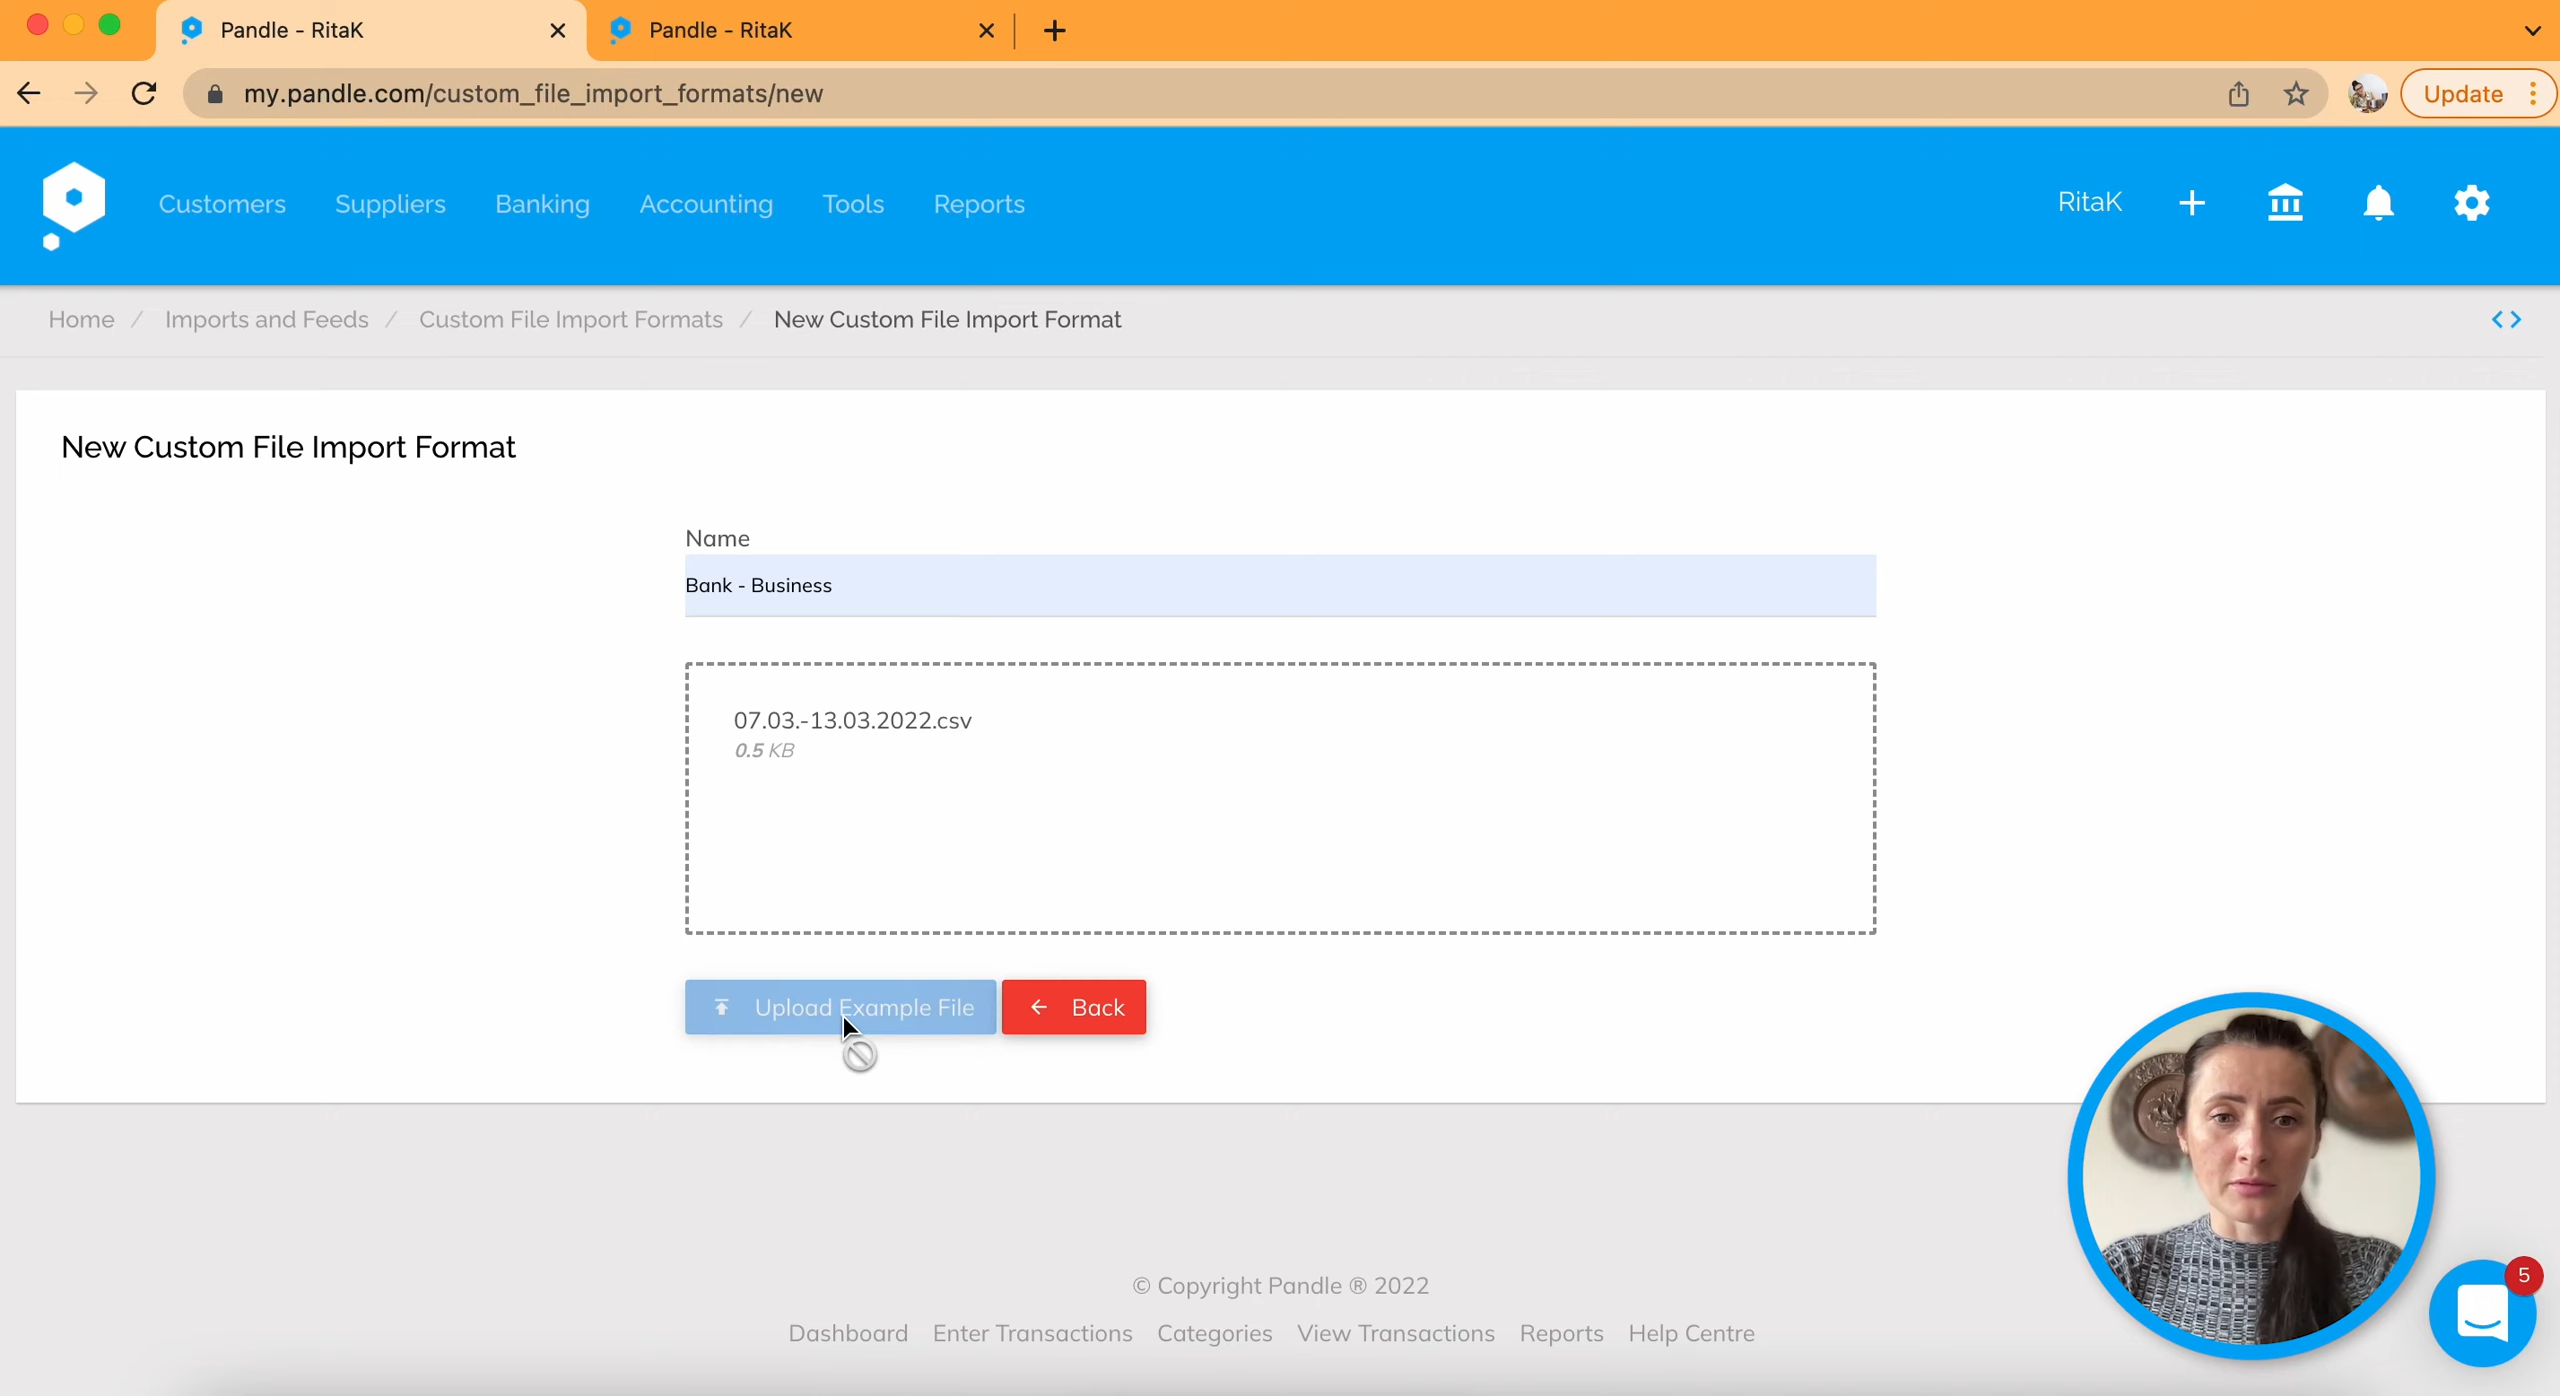 Pandle - RitaK
Pandle - RitaK
my.pandle.com/custom_file_import_formats/new
Update
Customers
Suppliers
Banking
Accounting
Tools
Reports
RitaK
Home / Imports and Feeds / Custom File Import Formats / New Custom File Import Format
New Custom File Import Format
Name
Bank - Business
07.03.-13.03.2022.csv
0.5 KB
Upload Example File
Back
5
© Copyright Pandle ® 2022
Dashboard
Enter Transactions
Categories
View Transactions
Reports
Help Centre